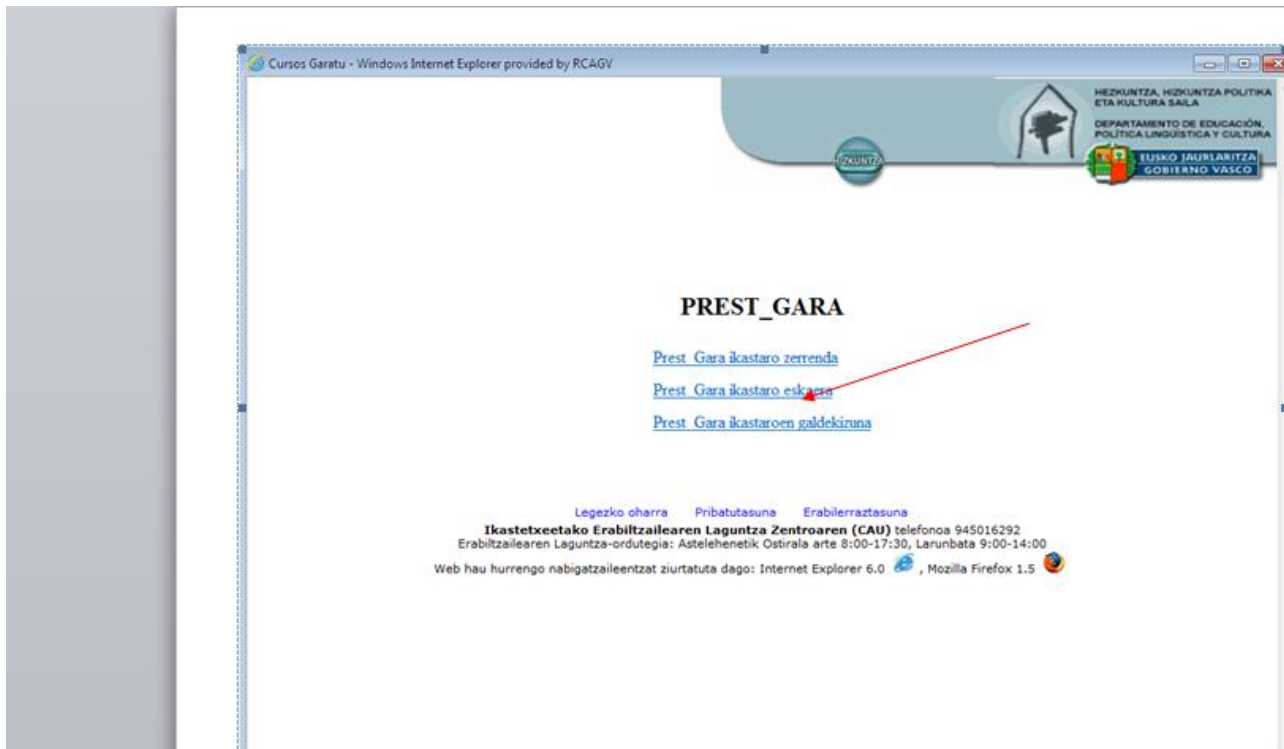 Cursos Garatu - Windows Internet Explorer provided by RCAGV
HEZKUNTZA, HIZKUNTZA POLITIKA
ETA KULTURA SAILA
DEPARTAMENTO DE EDUCACIÓN,
POLÍTICA LINGÜÍSTICA Y CULTURA
HIZKUNTZA
EUSKO JAURLARITZA
GOBIERNO VASCO
PREST_GARA
Prest_Gara ikastaro zerrenda
Prest_Gara ikastaro eskaera
Prest_Gara ikastaroen galdekizuna
Legezko oharra Pribatutasuna Erabilerraztasuna
Ikastetxeetako Erabiltzailearen Laguntza Zentroaren (CAU) telefonoa 945016292
Erabiltzailearen Laguntza-ordutegia: Astelehenetik Ostirala arte 8:00-17:30, Larunbata 9:00-14:00
Web hau hurrengo nabigatzaileentzat ziurtatuta dago: Internet Explorer 6.0 , Mozilla Firefox 1.5